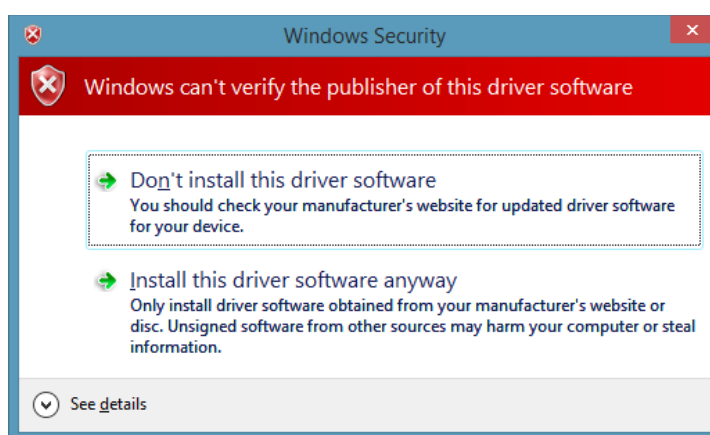 Windows Security
Windows can't verify the publisher of this driver software
Don't install this driver software
You should check your manufacturer's website for updated driver software
for your device.
Install this driver software anyway
Only install driver software obtained from your manufacturer's website or
disc. Unsigned software from other sources may harm your computer or steal
information.
See details